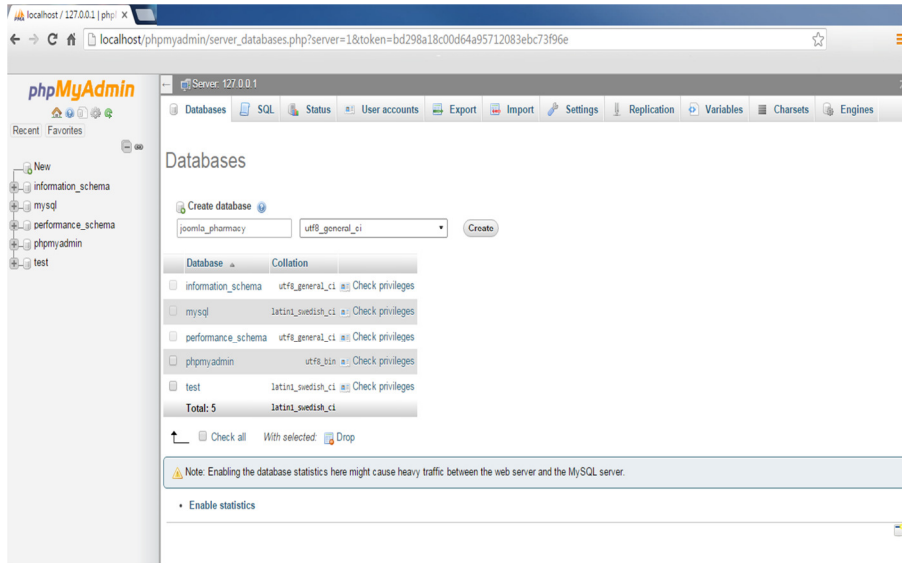 localhost / 127.0.0.1 | php
localhost/phpmyadmin/server_databases.php?server=1&token=bd298a18c00d64a95712083ebc73f96e
phpMyAdmin
Recent Favorites
New
information_schema
mysql
performance_schema
phpmyadmin
test
Server: 127.0.0.1
Databases SQL Status User accounts Export Import Settings Replication Variables Charsets Engines
Databases
Create database
joomla_pharmacy utf8_general_ci Create
Database Collation
information_schema utf8_general_ci Check privileges
mysql latin1_swedish_ci Check privileges
performance_schema utf8_general_ci Check privileges
phpmyadmin utf8_bin Check privileges
test latin1_swedish_ci Check privileges
Total: 5 latin1_swedish_ci
Check all With selected: Drop
Note: Enabling the database statistics here might cause heavy traffic between the web server and the MySQL server.
• Enable statistics